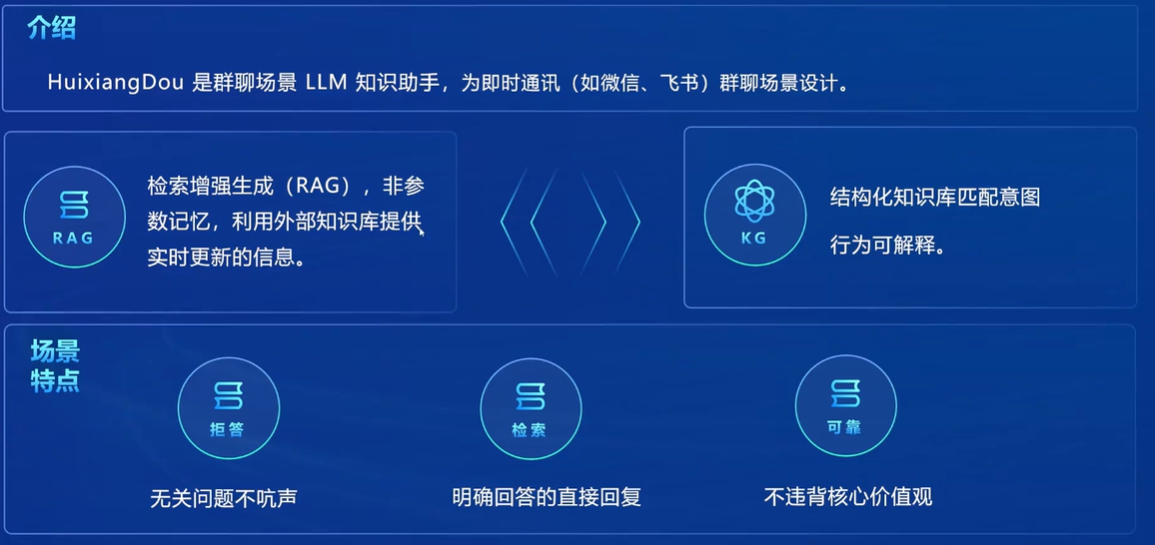 介绍
HuixiangDou 是群聊场景 LLM 知识助手，为即时通讯（如微信、飞书）群聊场景设计。
RAG
检索增强生成（RAG），非参
数记忆，利用外部知识库提供
实时更新的信息。
KG
结构化知识库匹配意图
行为可解释。
场景
特点
拒答
无关问题不吭声
检索
明确回答的直接回复
可靠
不违背核心价值观